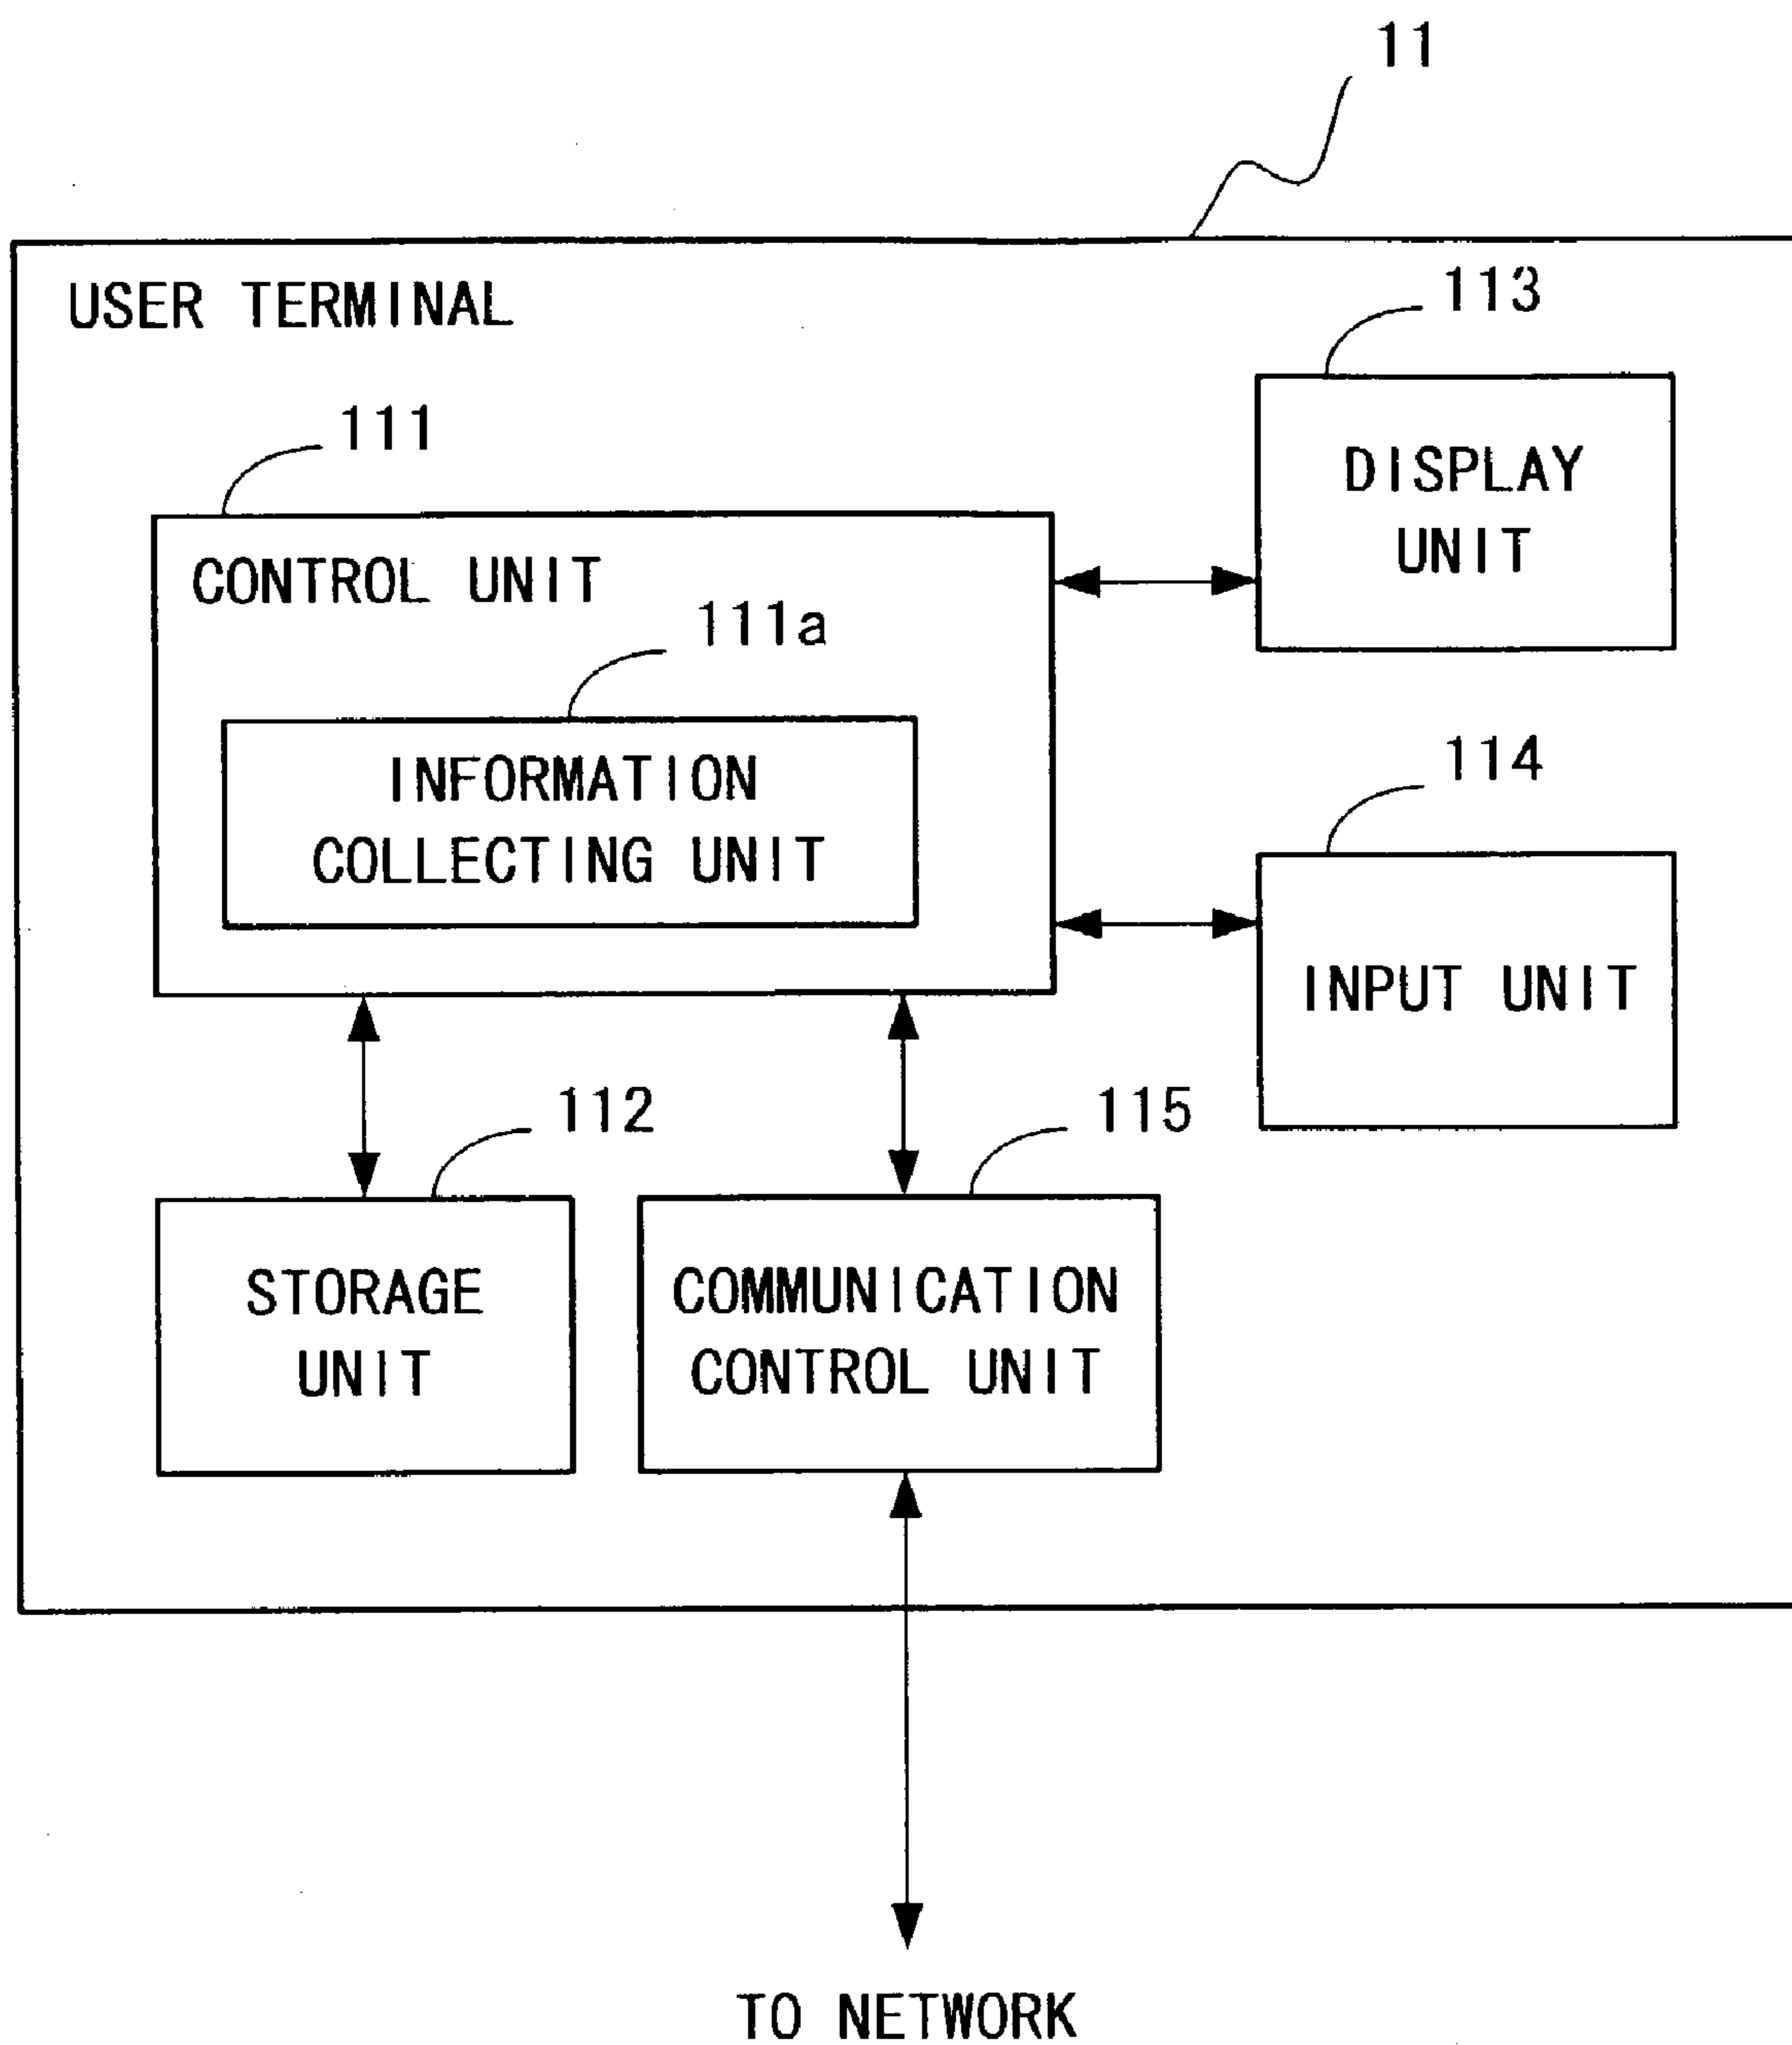 11
USER TERMINAL
113
DISPLAY
UNIT
111
CONTROL UNIT
111a
INFORMATION
COLLECTING UNIT
114
INPUT UNIT
112
STORAGE
UNIT
115
COMMUNICATION
CONTROL UNIT
TO NETWORK